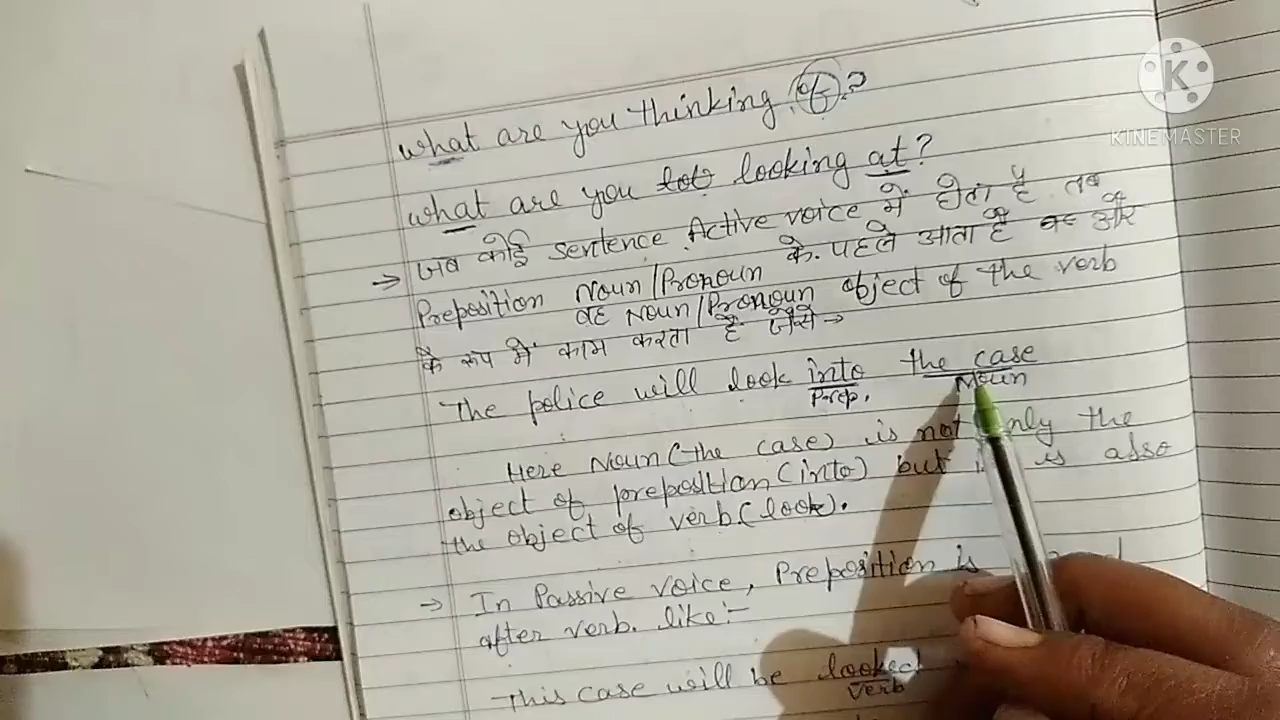 What are you thinking of?
What are you looking at?
→ जब कोई sentence Active voice में होता है तब
Preposition Noun/Pronoun के पहले आता है और
वह Noun/Pronoun object of the verb
के रूप में काम करता है जैसे →
The police will look into the case
Prep. Noun
Here Noun (the case) is not only the
object of preposition (into) but is also
the object of verb (look).
→ In Passive voice, Preposition is
after verb. like :-
This case will be looked
verb
K
KINEMASTER